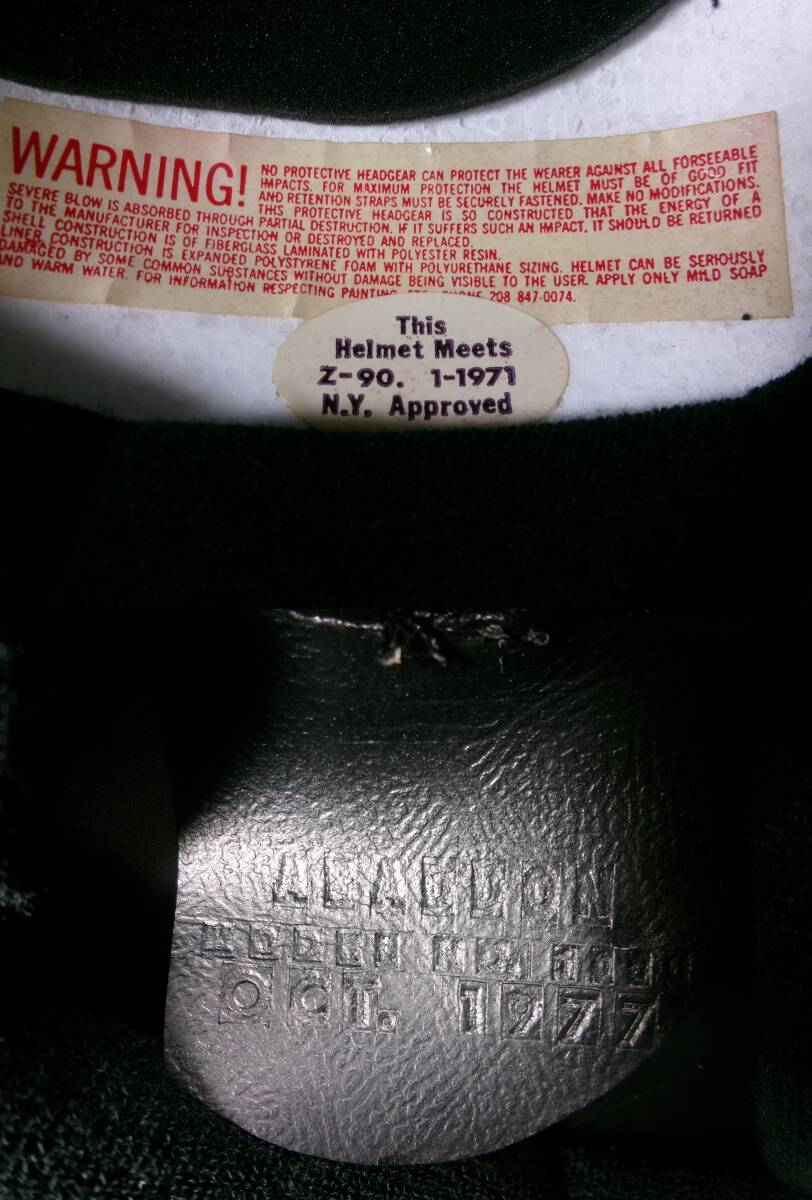 WARNING!
NO PROTECTIVE HEADGEAR CAN PROTECT THE WEARER AGAINST ALL FORSEEABLE
IMPACTS. FOR MAXIMUM PROTECTION THE HELMET MUST BE OF GOOD FIT
AND RETENTION STRAPS MUST BE SECURELY FASTENED. MAKE NO MODIFICATIONS.
THIS PROTECTIVE HEADGEAR IS SO CONSTRUCTED THAT THE ENERGY OF A
SEVERE BLOW IS ABSORBED THROUGH PARTIAL DESTRUCTION. IF IT SUFFERS SUCH AN IMPACT, IT SHOULD BE RETURNED
TO THE MANUFACTURER FOR INSPECTION OR DESTROYED AND REPLACED.
SHELL CONSTRUCTION IS OF FIBERGLASS LAMINATED WITH POLYESTER RESIN.
LINER CONSTRUCTION IS EXPANDED POLYSTYRENE FOAM WITH POLYURETHANE SIZING. HELMET CAN BE SERIOUSLY
DAMAGED BY SOME COMMON SUBSTANCES WITHOUT DAMAGE BEING VISIBLE TO THE USER. APPLY ONLY MILD SOAP
AND WARM WATER. FOR INFORMATION RESPECTING PAINTING PHONE 208 847-0074.
This
Helmet Meets
Z-90. 1-1971
N.Y. Approved
MODEL
OCT. 1977